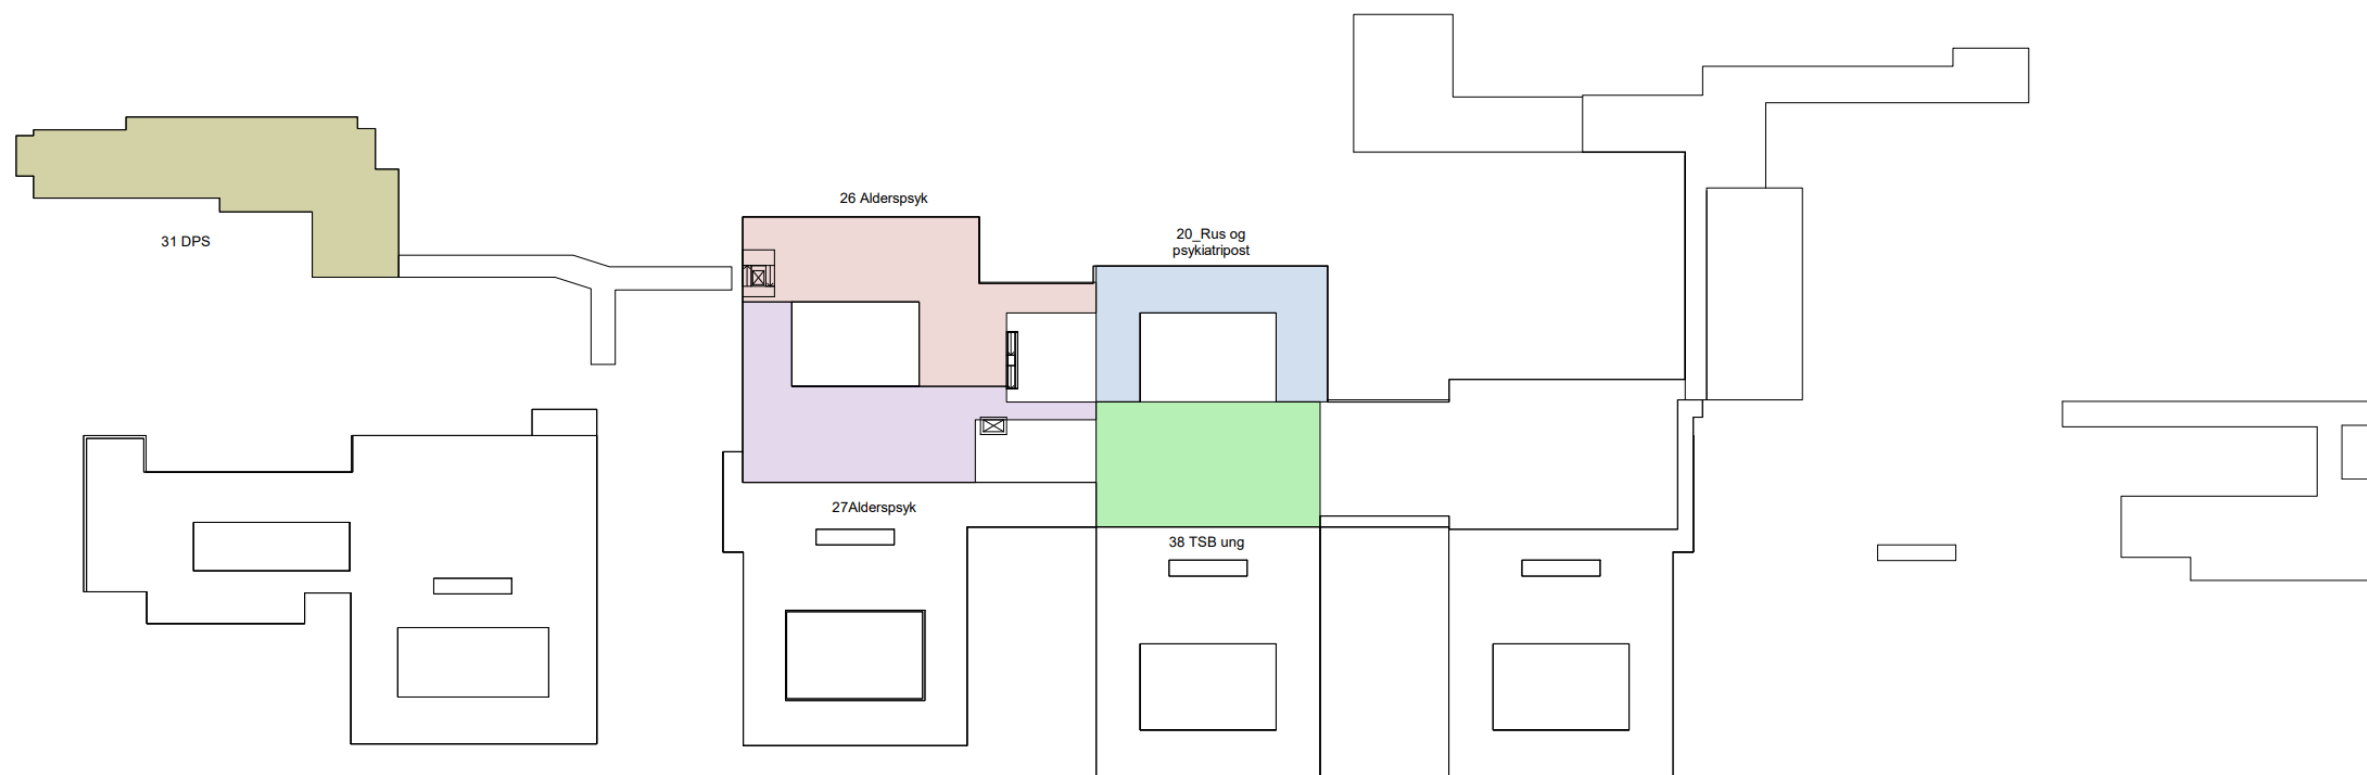 26 Alderspsyk
20_Rus og
psykiatripost
31 DPS
27Alderspsyk
38 TSB ung